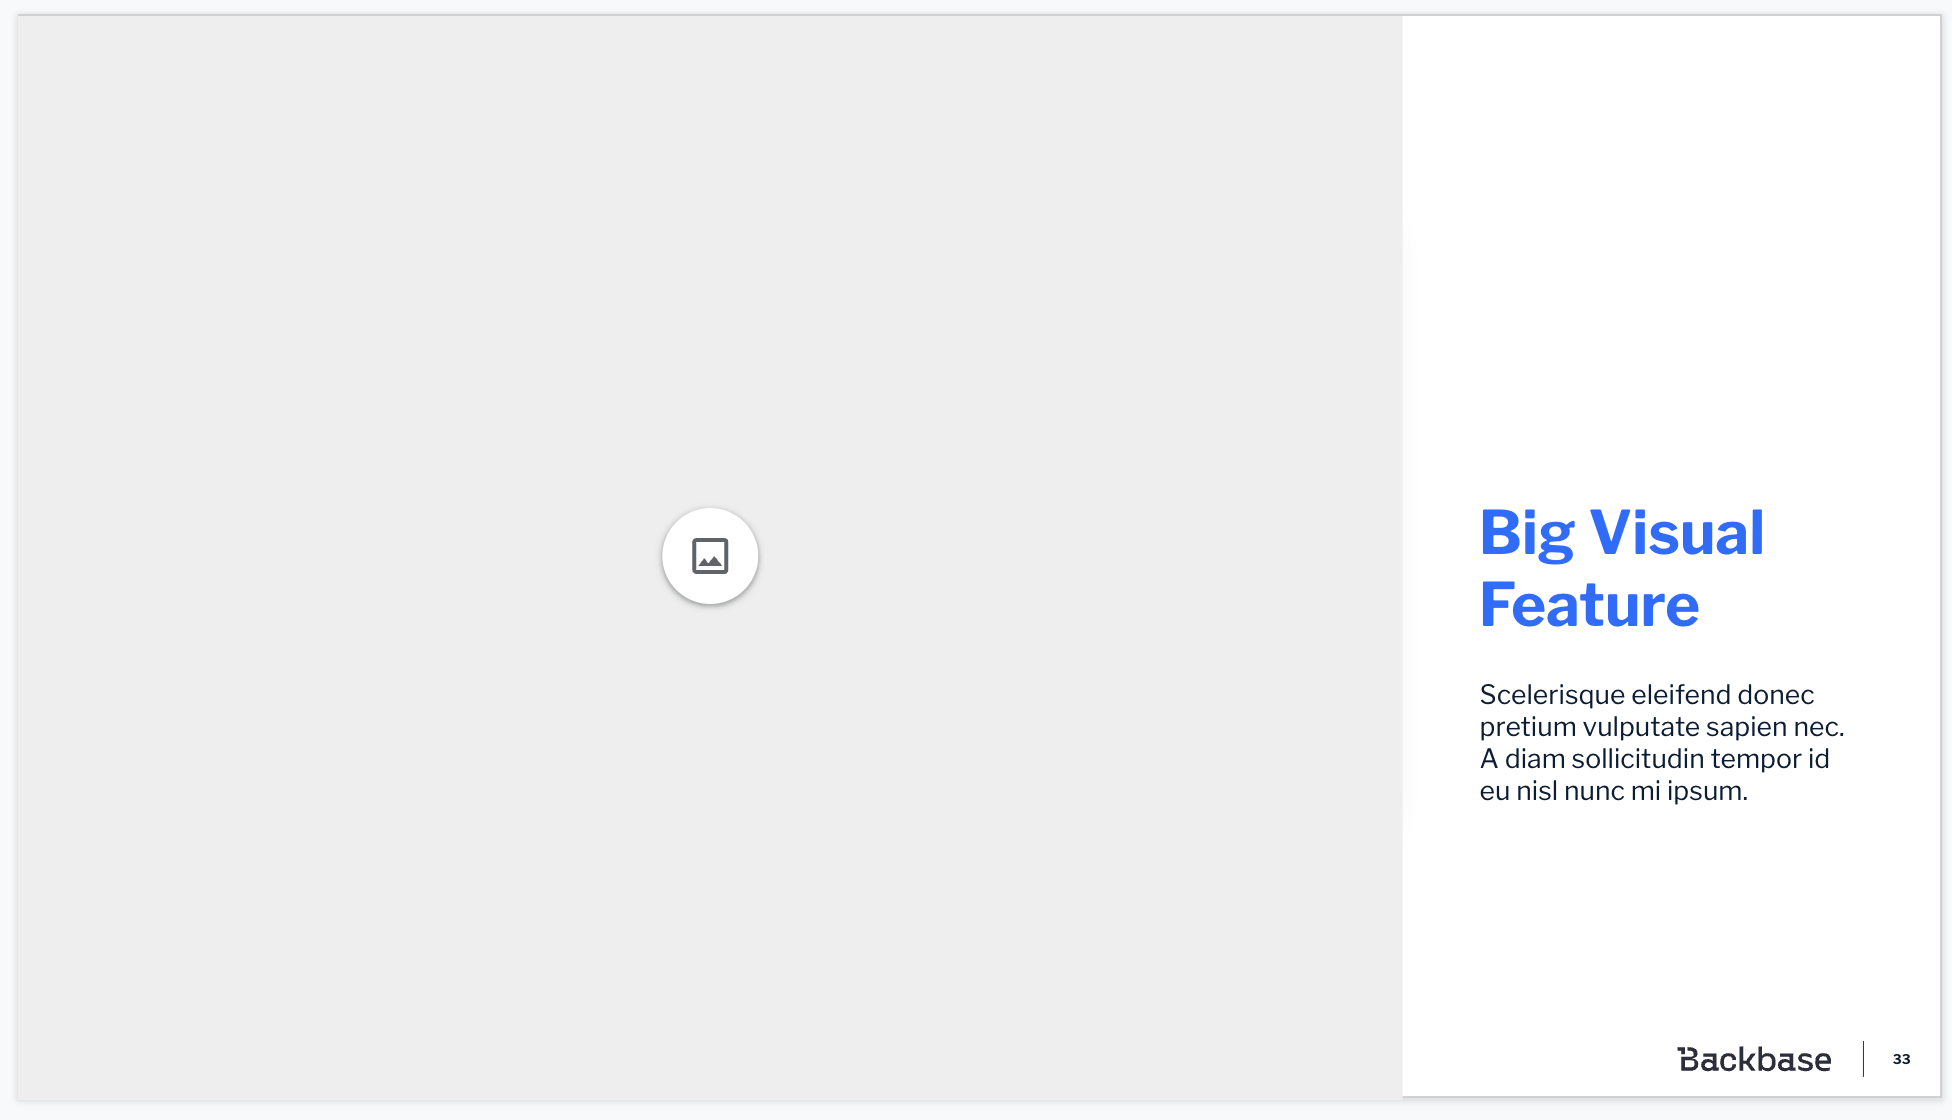 Big Visual
Feature
Scelerisque eleifend donec
pretium vulputate sapien nec.
A diam sollicitudin tempor id
eu nisl nunc mi ipsum.
Backbase
33